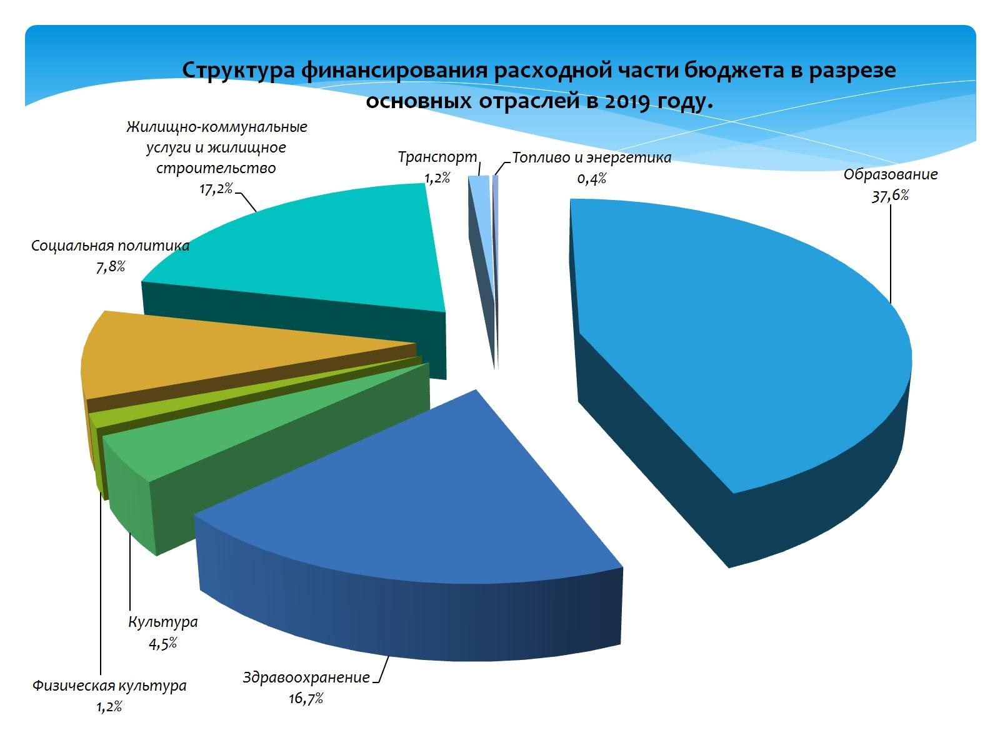 Структура финансирования расходной части бюджета в разрезе
основных отраслей в 2019 году.
Жилищно-коммунальные
услуги и жилищное
строительство
17,2%
Транспорт
1,2%
Топливо и энергетика
0,4%
Образование
37,6%
Социальная политика
7,8%
Культура
4,5%
Физическая культура
1,2%
Здравоохранение
16,7%